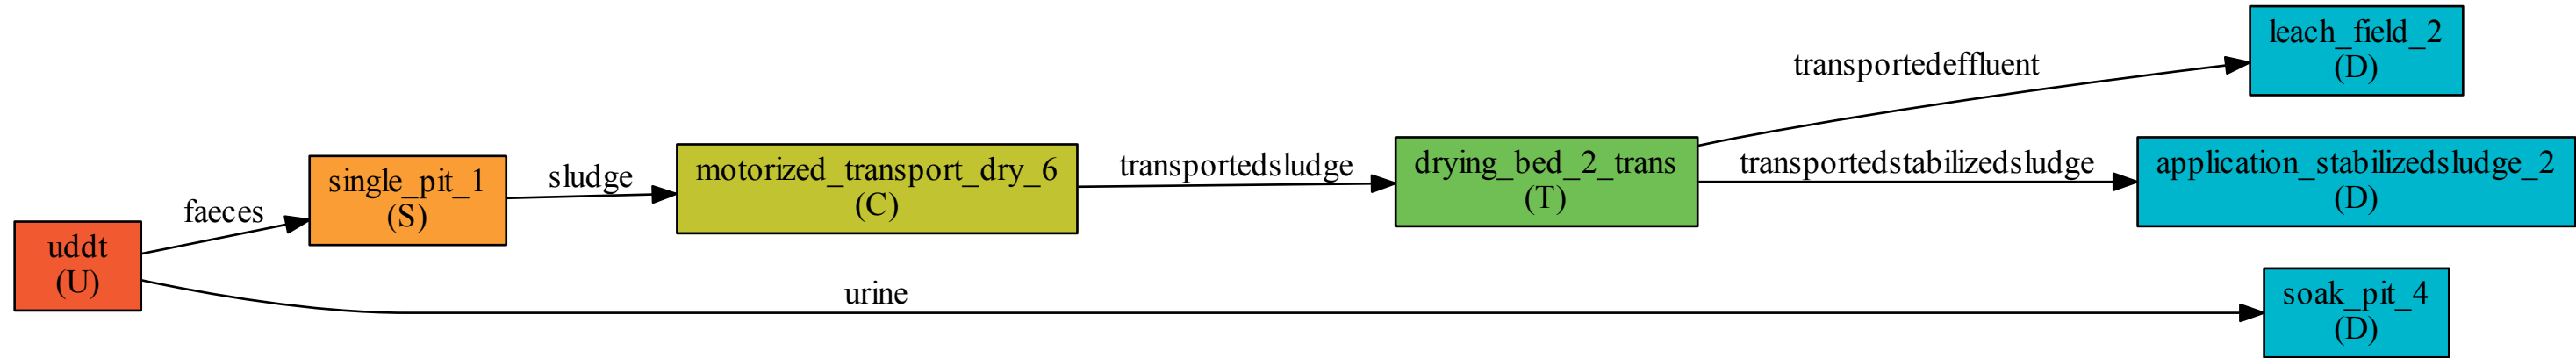 leach_field_2
(D)
transportedeffluent
single_pit_1
(S)
sludge
motorized_transport_dry_6
(C)
transportedsludge
drying_bed_2_trans
(T)
transportedstabilizedsludge
application_stabilizedsludge_2
(D)
faeces
uddt
(U)
urine
soak_pit_4
(D)